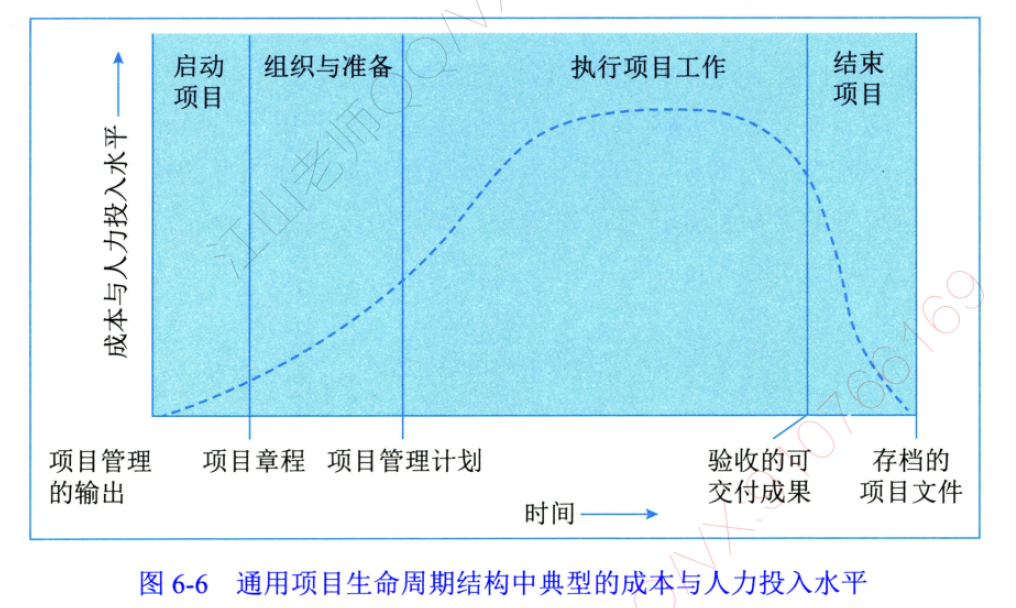 启动
项目
组织与准备
执行项目工作
结束
项目
成本与人力投入水平
项目管理
的输出
项目章程
项目管理计划
验收的可
交付成果
存档的
项目文件
时间
图 6-6 通用项目生命周期结构中典型的成本与人力投入水平
江山老师QQ/VX
QQ/VX:910766169